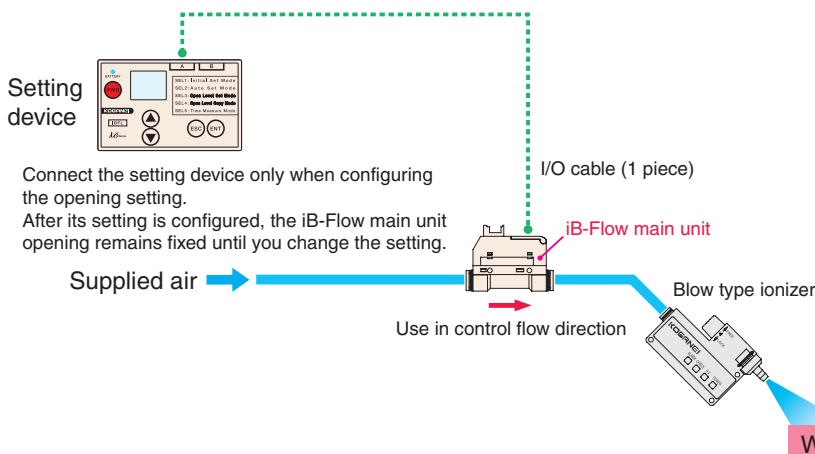 A B
BATTERY
PWR
SEL1: Initial Set Mode
SEL2: Auto Set Mode
SEL3: Open Level Set Mode
SEL4: Open Level Copy Mode
SEL5: Time Measure Mode
KOGANEI
ESC ENT
Setting
device
Connect the setting device only when configuring
the opening setting.
After its setting is configured, the iB-Flow main unit
opening remains fixed until you change the setting.
I/O cable (1 piece)
iB-Flow main unit
Supplied air
Use in control flow direction
Blow type ionizer
KOGANEI
LOCK
W